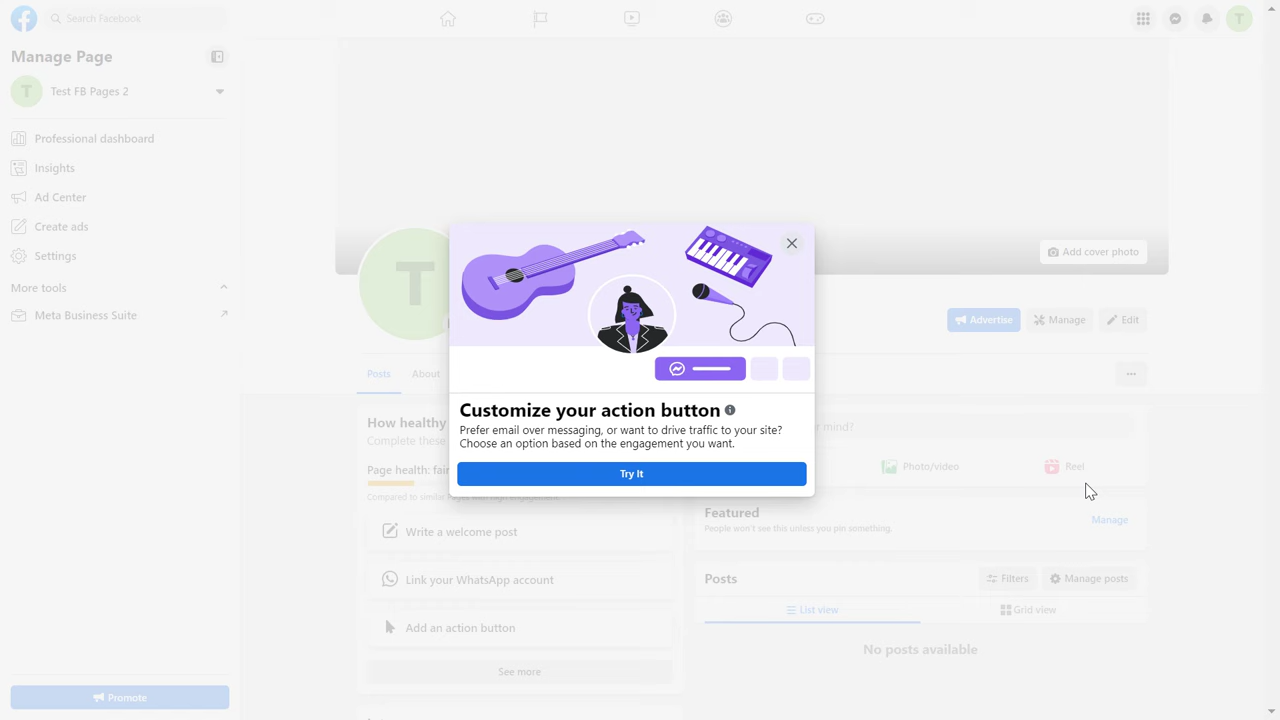 Search Facebook
T
Manage Page
T
Test FB Pages 2
Professional dashboard
Insights
Ad Center
Create ads
Settings
More tools
Meta Business Suite
Promote
Add cover photo
T
Advertise
Manage
Edit
Posts
About
Customize your action button
Prefer email over messaging, or want to drive traffic to your site?
Choose an option based on the engagement you want.
Try It
How healthy
Complete these
Page health: fair
Write a welcome post
Link your WhatsApp account
Add an action button
See more
mind?
Photo/video
Reel
Featured
Manage
People won't see this unless you pin something.
Posts
Filters
Manage posts
List view
Grid view
No posts available